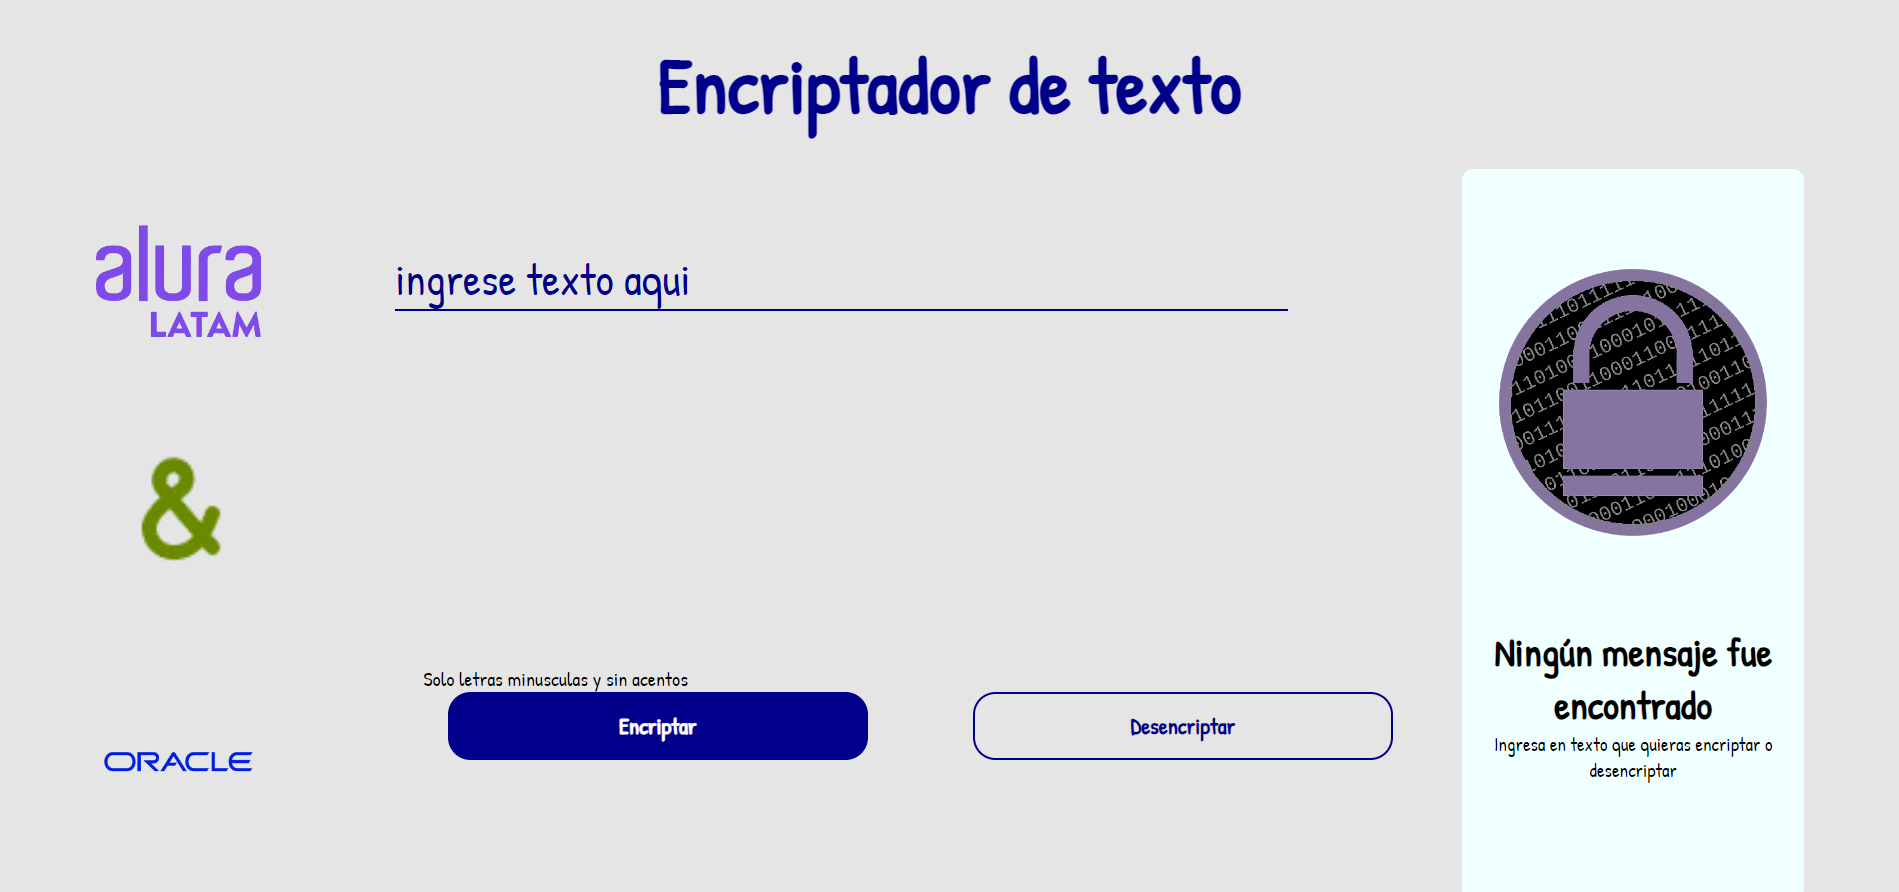 Encriptador de texto
alura
LATAM
&
ORACLE
ingrese texto aqui
Solo letras minusculas y sin acentos
Encriptar
Desencriptar
Ningún mensaje fue
encontrado
Ingresa en texto que quieras encriptar o
desencriptar